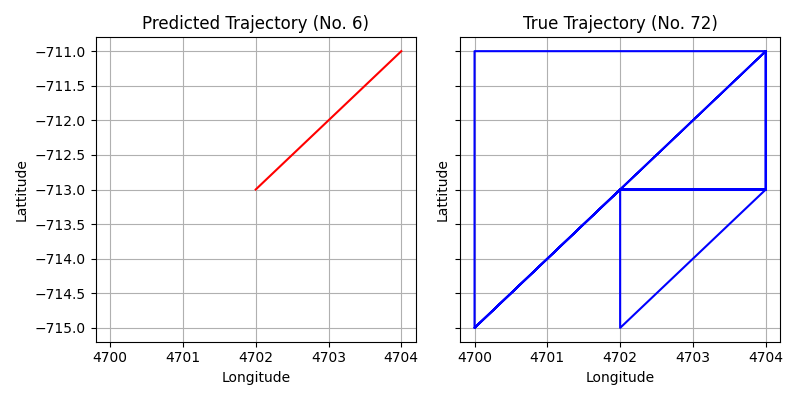 Predicted Trajectory (No. 6)
True Trajectory (No. 72)
−711.0
−711.5
−712.0
−712.5
−713.0
−713.5
−714.0
−714.5
−715.0
Lattitude
Lattitude
4700 4701 4702 4703 4704
4700 4701 4702 4703 4704
Longitude
Longitude